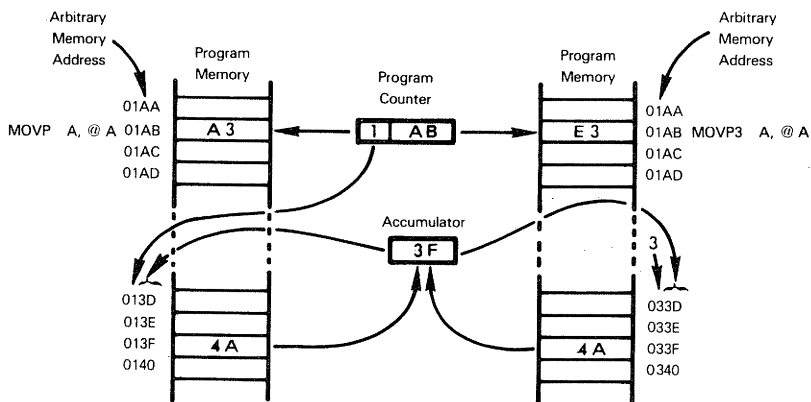 Arbitrary
Memory
Address
Program
Memory
Program
Counter
Program
Memory
Arbitrary
Memory
Address
01AA
01AA
MOVP A, @ A
01AB
A 3
1
AB
E 3
01AB
MOVP3 A, @ A
01AC
01AC
01AD
01AD
Accumulator
3 F
3
013D
033D
013E
033E
013F
4 A
4 A
033F
0140
0340